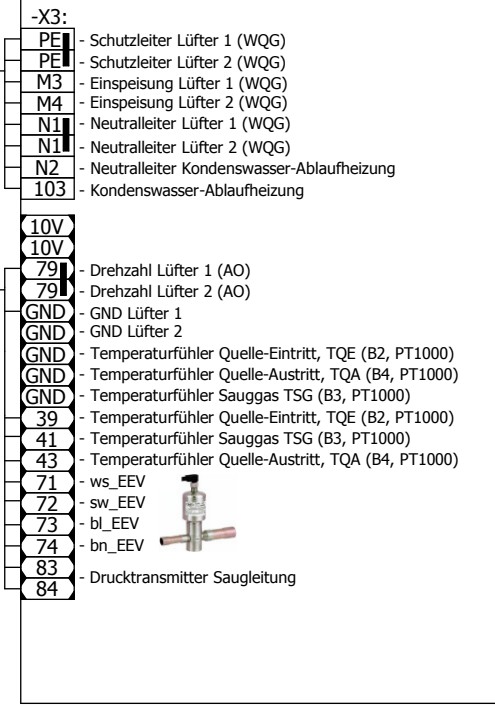 -X3:
PE - Schutzleiter Lüfter 1 (WQG)
PE - Schutzleiter Lüfter 2 (WQG)
M3 - Einspeisung Lüfter 1 (WQG)
M4 - Einspeisung Lüfter 2 (WQG)
N1 - Neutralleiter Lüfter 1 (WQG)
N1 - Neutralleiter Lüfter 2 (WQG)
N2 - Neutralleiter Kondenswasser-Ablaufheizung
103 - Kondenswasser-Ablaufheizung
10V
10V
79 - Drehzahl Lüfter 1 (AO)
79 - Drehzahl Lüfter 2 (AO)
GND - GND Lüfter 1
GND - GND Lüfter 2
GND - Temperaturfühler Quelle-Eintritt, TQE (B2, PT1000)
GND - Temperaturfühler Quelle-Austritt, TQA (B4, PT1000)
GND - Temperaturfühler Sauggas TSG (B3, PT1000)
39 - Temperaturfühler Quelle-Eintritt, TQE (B2, PT1000)
41 - Temperaturfühler Sauggas TSG (B3, PT1000)
43 - Temperaturfühler Quelle-Austritt, TQA (B4, PT1000)
71 - ws_EEV
72 - sw_EEV
73 - bl_EEV
74 - bn_EEV
83
- Drucktransmitter Saugleitung
84